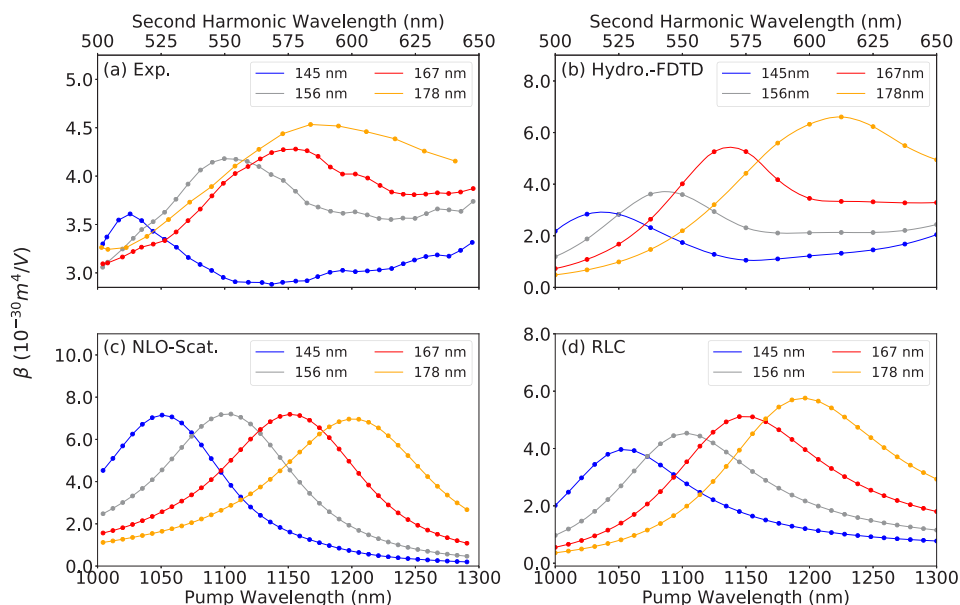 Second Harmonic Wavelength (nm)
500 525 550 575 600 625 650
Second Harmonic Wavelength (nm)
500 525 550 575 600 625 650
(a) Exp.
145 nm 167 nm
156 nm 178 nm
5.0
4.5
4.0
3.5
3.0
(b) Hydro.-FDTD
145nm 167nm
156nm 178nm
8.0
6.0
4.0
2.0
0.0
β (10⁻³⁰m⁴/V)
(c) NLO-Scat.
145 nm 167 nm
156 nm 178 nm
10.0
8.0
6.0
4.0
2.0
0.0
1000 1050 1100 1150 1200 1300
Pump Wavelength (nm)
(d) RLC
145 nm 167 nm
156 nm 178 nm
8.0
6.0
4.0
2.0
0.0
1000 1050 1100 1150 1200 1300
Pump Wavelength (nm)